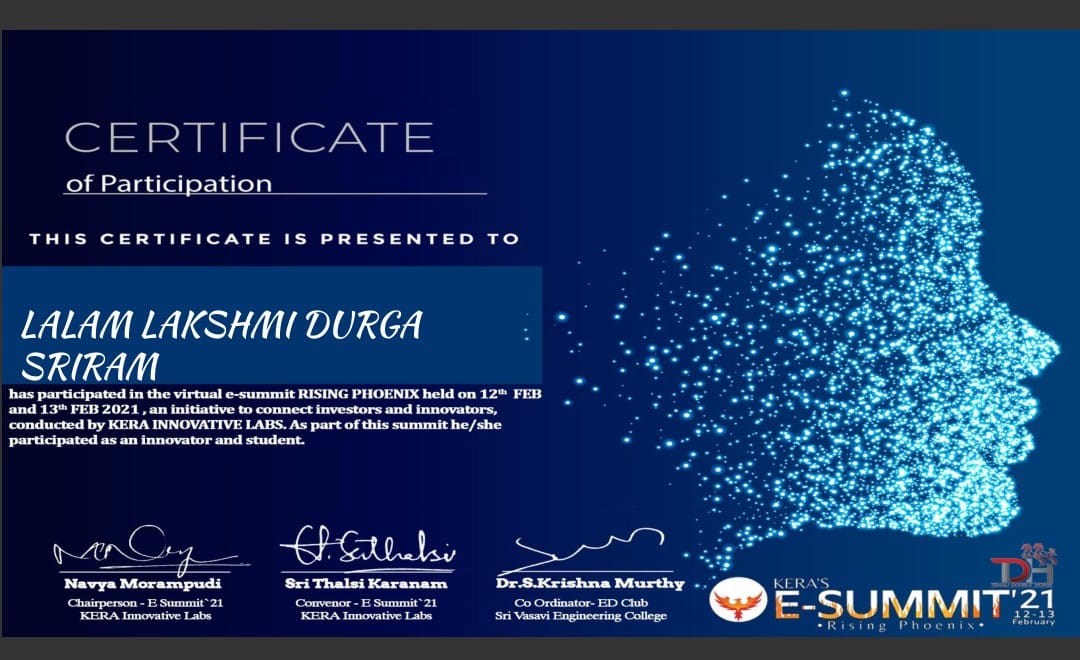 CERTIFICATE
of Participation
THIS CERTIFICATE IS PRESENTED TO
LALAM LAKSHMI DURGA
SRIRAM
has participated in the virtual e-summit RISING PHOENIX held on 12th FEB
and 13th FEB 2021 , an initiative to connect investors and innovators,
conducted by KERA INNOVATIVE LABS. As part of this summit he/she
participated as an innovator and student.
Navya Morampudi
Chairperson - E Summit`21
KERA Innovative Labs
Sri Thalsi Karanam
Convenor - E Summit`21
KERA Innovative Labs
Dr.S.Krishna Murthy
Co Ordinator- ED Club
Sri Vasavi Engineering College
KERA'S
E-SUMMIT'21
•Rising Phoenix•
12-13
February
TDH